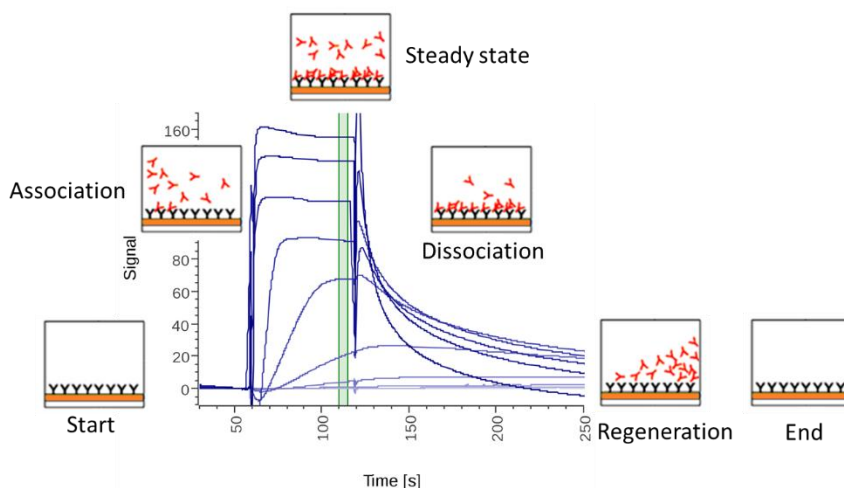 Steady state
160
Association
Dissociation
80
60
40
20
0
Signal
Start
Regeneration
End
50
100
150
200
250
Time [s]